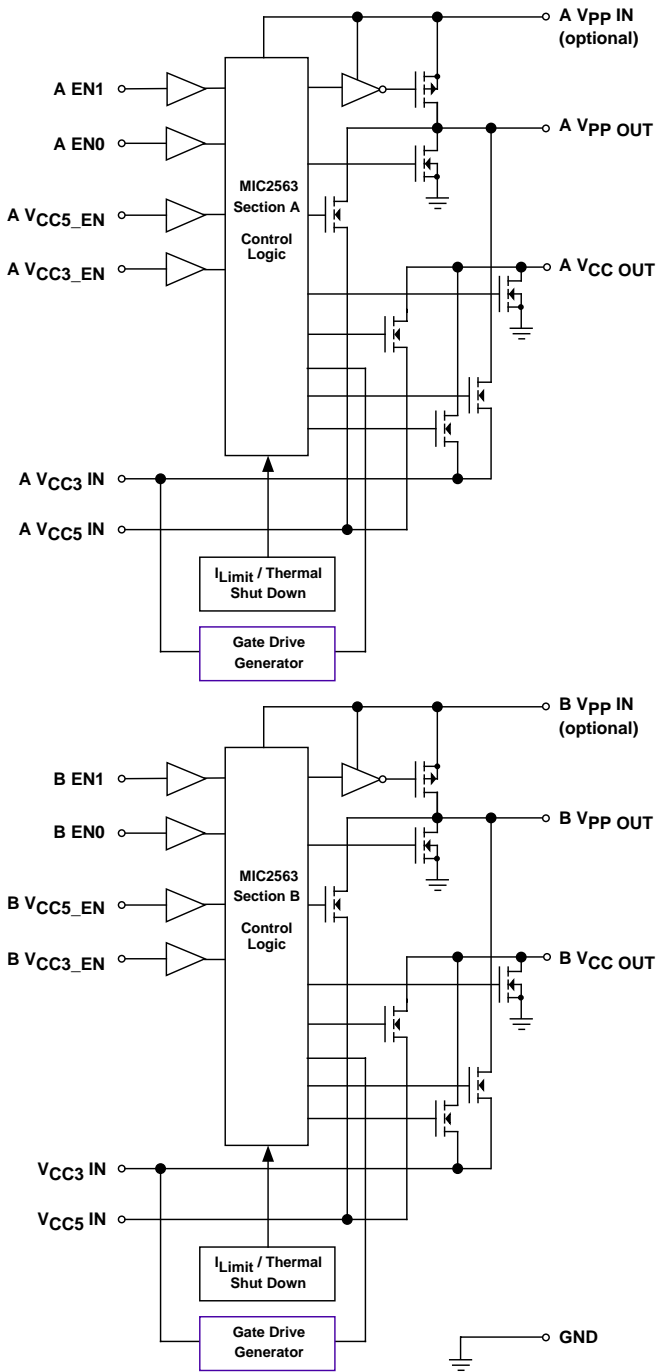 A VPP IN
(optional)
A EN1
A EN0
A VPP OUT
MIC2563
Section A
Control
Logic
A VCC5_EN
A VCC3_EN
A VCC OUT
A VCC3 IN
A VCC5 IN
ILimit / Thermal
Shut Down
Gate Drive
Generator
B VPP IN
(optional)
B EN1
B EN0
B VPP OUT
MIC2563
Section B
Control
Logic
B VCC5_EN
B VCC3_EN
B VCC OUT
VCC3 IN
VCC5 IN
ILimit / Thermal
Shut Down
Gate Drive
Generator
GND